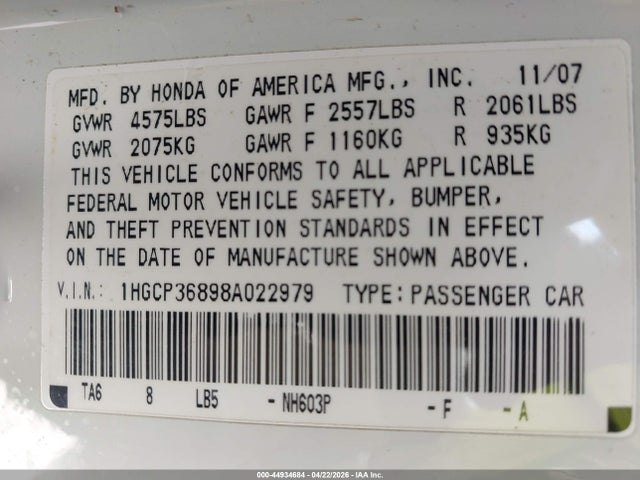 MFD. BY HONDA OF AMERICA MFG., INC. 11/07
GVWR 4575LBS GAWR F 2557LBS R 2061LBS
GVWR 2075KG GAWR F 1160KG R 935KG
THIS VEHICLE CONFORMS TO ALL APPLICABLE
FEDERAL MOTOR VEHICLE SAFETY, BUMPER,
AND THEFT PREVENTION STANDARDS IN EFFECT
ON THE DATE OF MANUFACTURE SHOWN ABOVE.
V.I.N.: 1HGCP36898A022979 TYPE: PASSENGER CAR
TA6 8 LB5 - NH603P - F - A
000-44934684 | 04/22/2026 | IAA Inc.